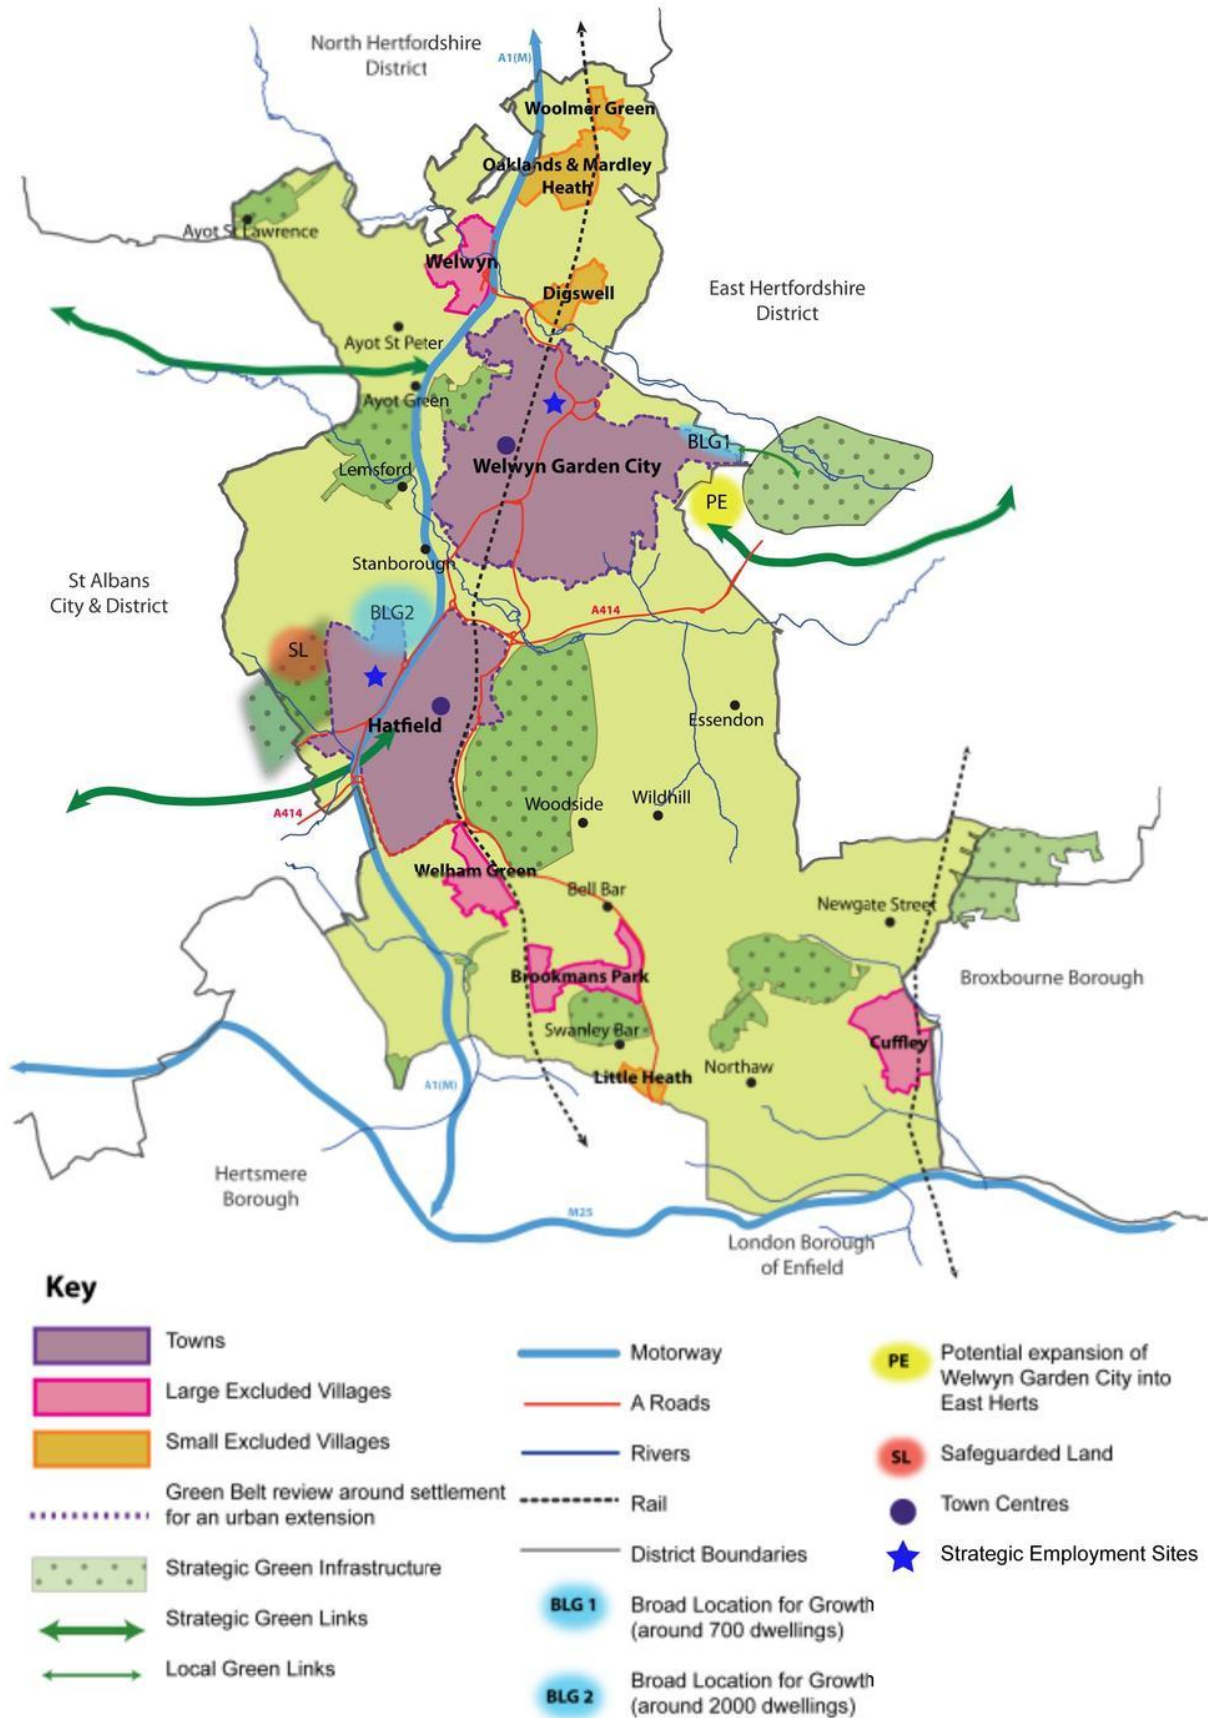 North Hertfordshire
District
A1(M)
Woolmer Green
Oaklands & Mardley
Heath
Ayot St Lawrence
Welwyn
Digswell
East Hertfordshire
District
Ayot St Peter
Ayot Green
BLG1
Lemsford
Welwyn Garden City
PE
Stanborough
St Albans
City & District
BLG2
A414
SL
Essendon
Hatfield
Woodside
Wildhill
A414
Welham Green
Bell Bar
Newgate Street
Brookmans Park
Broxbourne Borough
Swanley Bar
Cuffley
Little Heath
Northaw
A1(M)
Hertsmere
Borough
M25
London Borough
of Enfield
Key
Towns
Large Excluded Villages
Small Excluded Villages
Green Belt review around settlement
for an urban extension
Strategic Green Infrastructure
Strategic Green Links
Local Green Links
Motorway
A Roads
Rivers
Rail
District Boundaries
BLG 1
Broad Location for Growth
(around 700 dwellings)
BLG 2
Broad Location for Growth
(around 2000 dwellings)
PE
Potential expansion of
Welwyn Garden City into
East Herts
SL
Safeguarded Land
Town Centres
Strategic Employment Sites